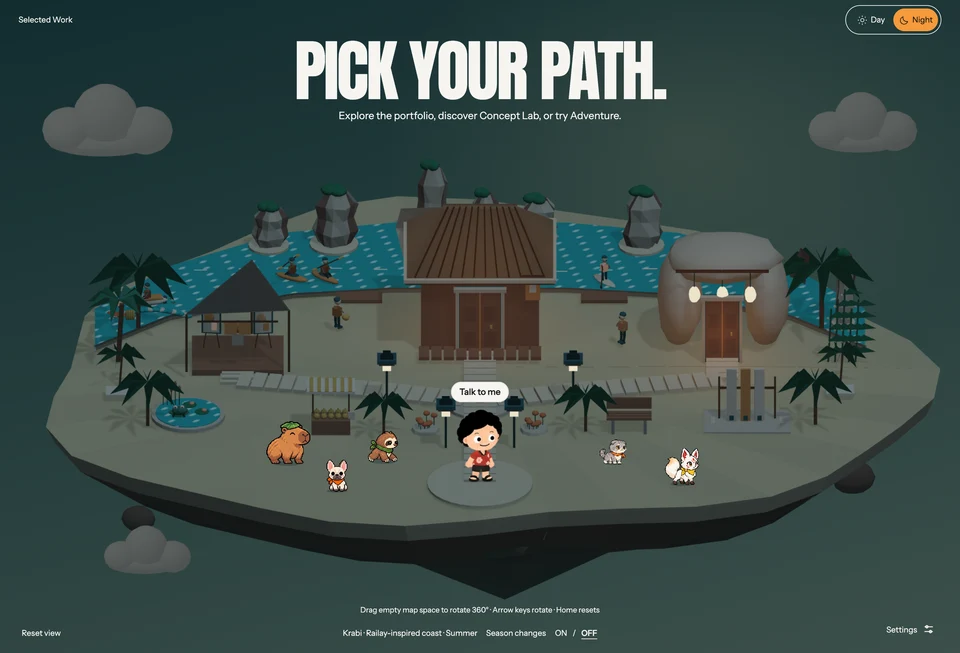 Selected Work
Day
Night
PICK YOUR PATH.
Explore the portfolio, discover Concept Lab, or try Adventure.
Talk to me
Drag empty map space to rotate 360° · Arrow keys rotate · Home resets
Reset view
Krabi · Railay-inspired coast · Summer Season changes ON / OFF
Settings